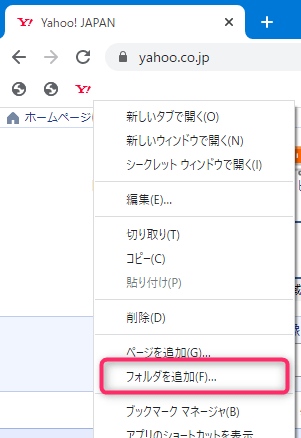 Yahoo! JAPAN
yahoo.co.jp
ホームページ
新しいタブで開く(O)
新しいウィンドウで開く(N)
シークレット ウィンドウで開く(I)
編集(E)...
切り取り(T)
コピー(C)
貼り付け(P)
削除(D)
ページを追加(G)...
フォルダを追加(F)...
ブックマーク マネージャ(B)
アプリのショートカットを表示